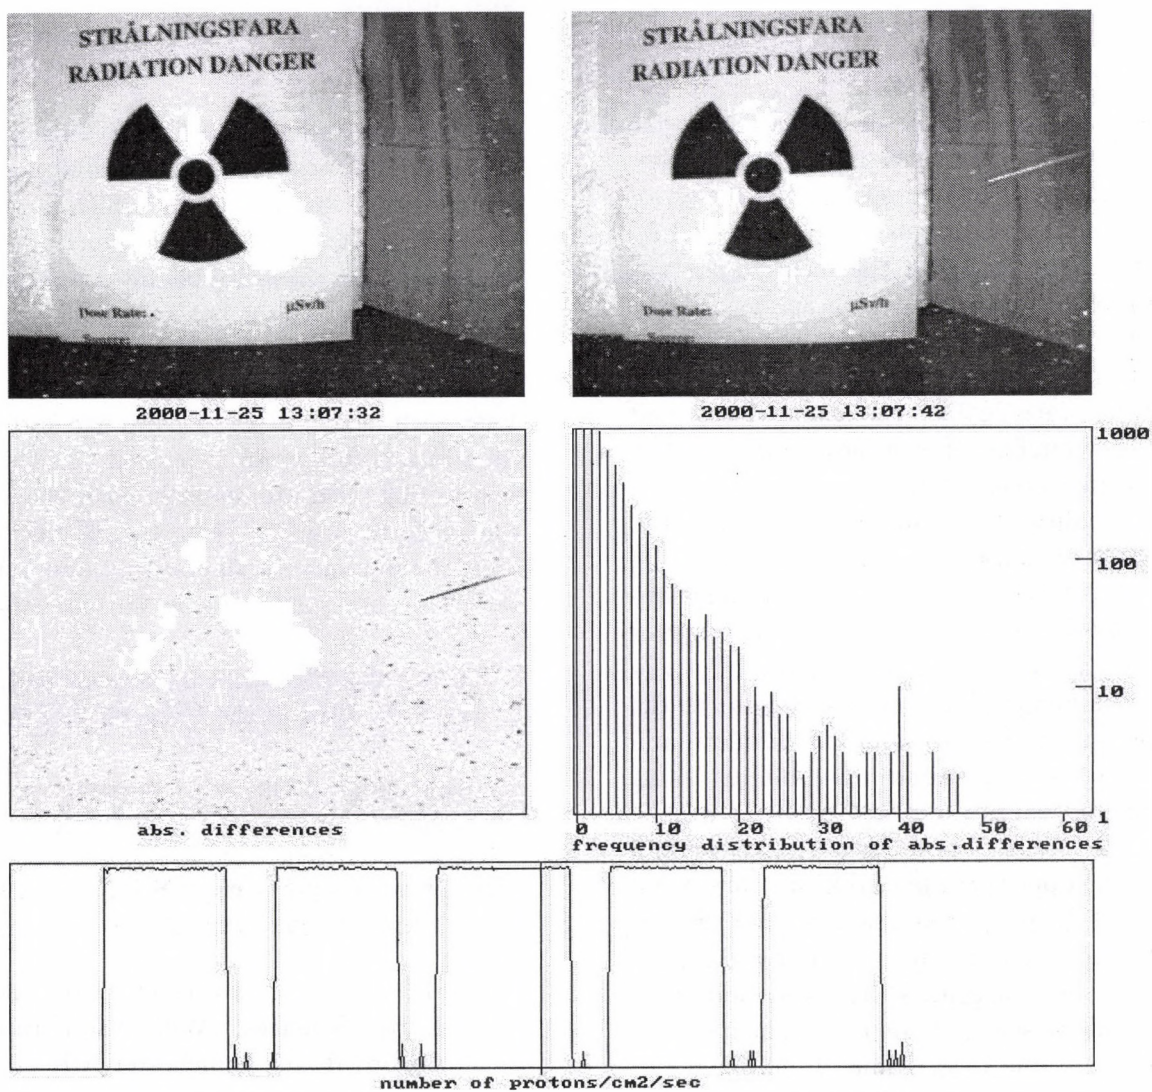 STRÅLNINGSFARA
RADIATION DANGER
Dose Rate: .
µSv/h
Source:
2000-11-25 13:07:32
STRÅLNINGSFARA
RADIATION DANGER
Dose Rate:
µSv/h
Source:
2000-11-25 13:07:42
abs. differences
1000
100
10
1
0 10 20 30 40 50 60
frequency distribution of abs.differences
number of protons/cm2/sec